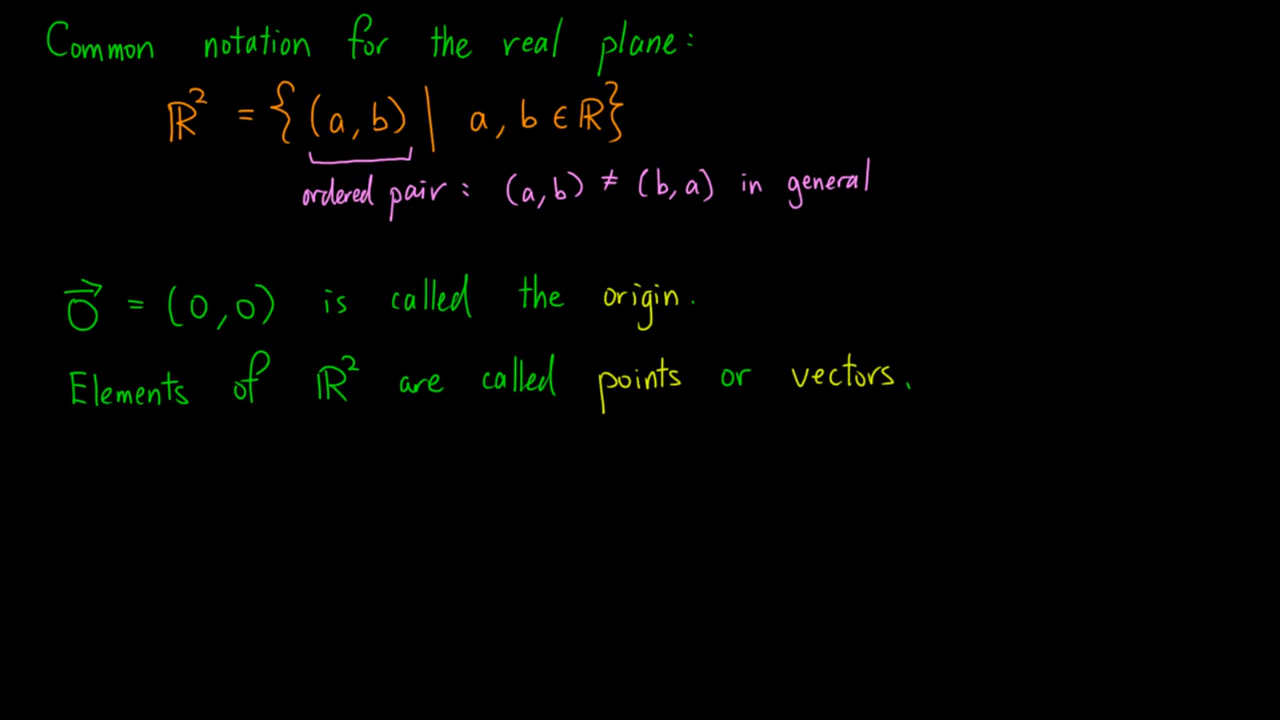 Common notation for the real plane:
ℝ² = {(a, b) | a, b ∈ ℝ}
ordered pair : (a, b) ≠ (b, a) in general
O⃗ = (0, 0) is called the origin.
Elements of ℝ² are called points or vectors.